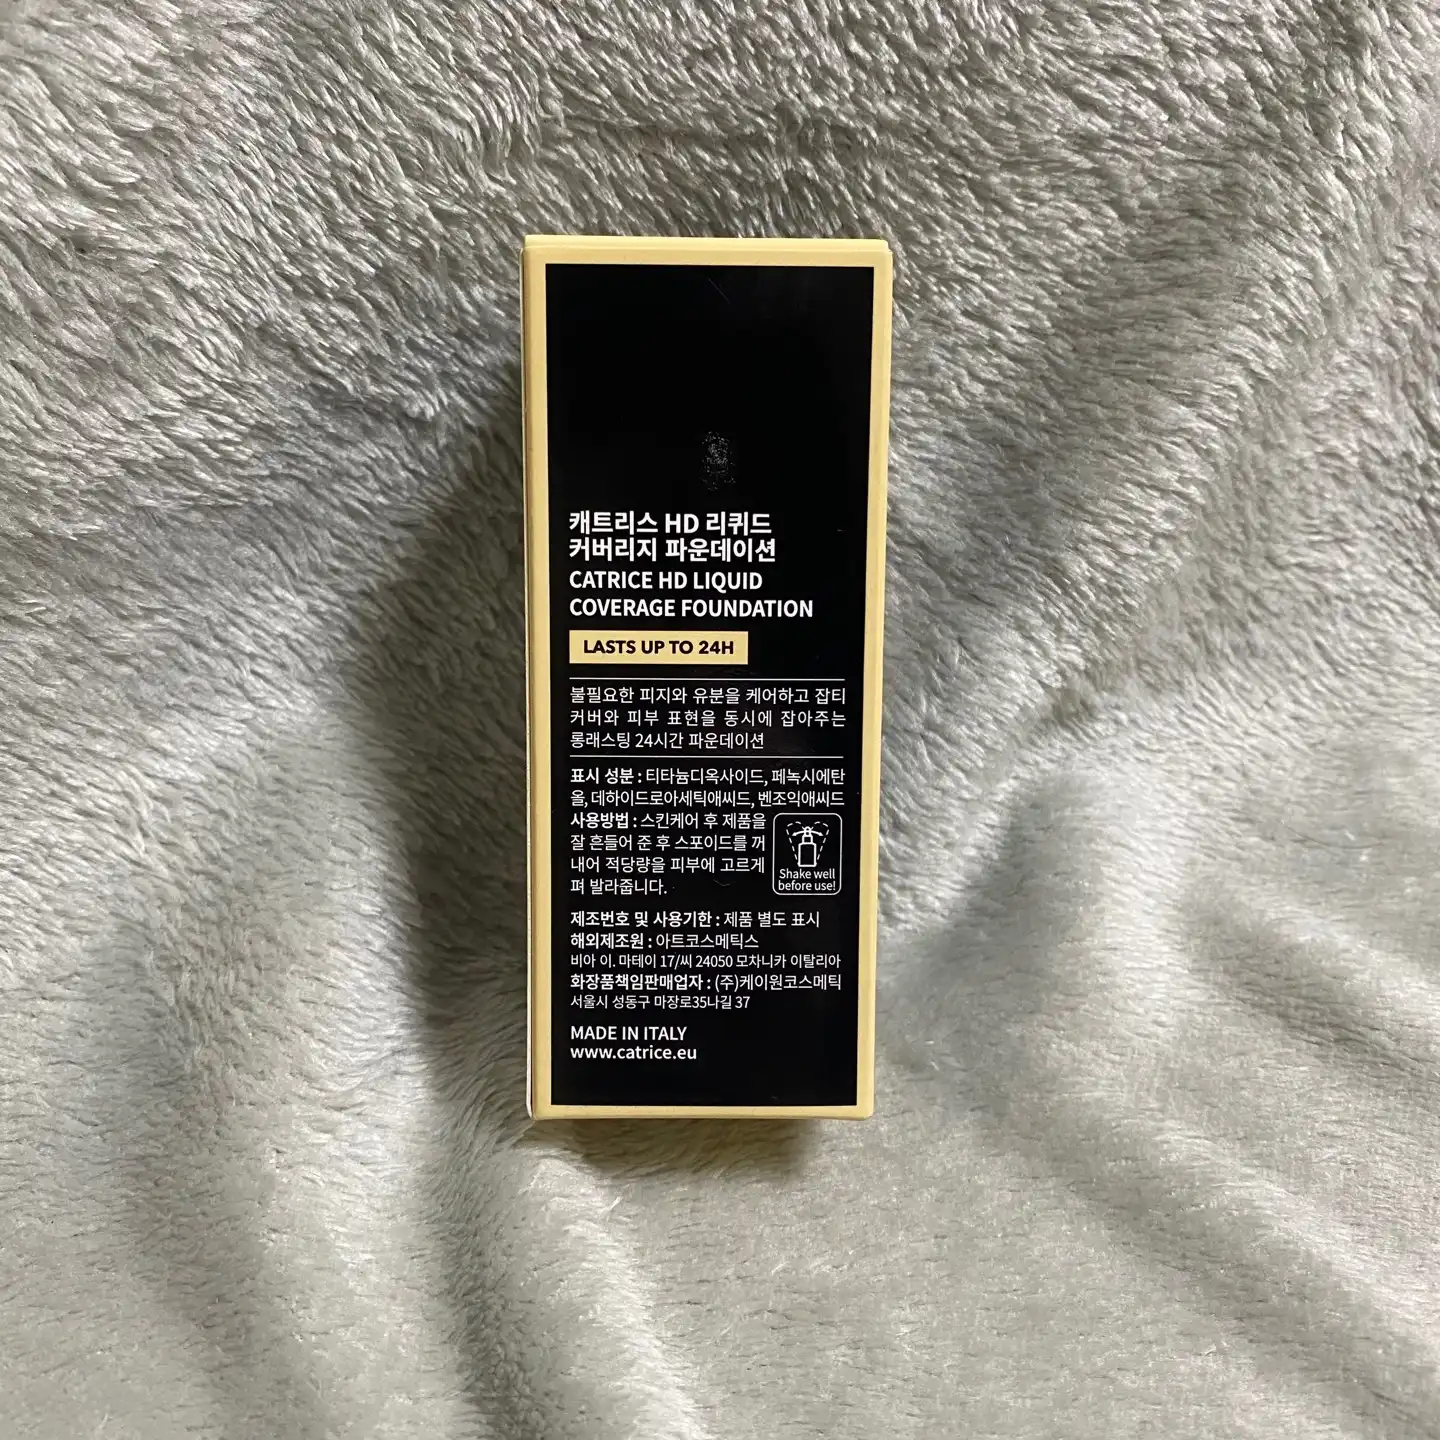 캐트리스 HD 리퀴드
커버리지 파운데이션
CATRICE HD LIQUID
COVERAGE FOUNDATION
LASTS UP TO 24H
불필요한 피지와 유분을 케어하고 잡티
커버와 피부 표현을 동시에 잡아주는
롱래스팅 24시간 파운데이션
표시 성분 : 티타늄디옥사이드, 페녹시에탄
올, 데하이드로아세틱애씨드, 벤조익애씨드
사용방법 : 스킨케어 후 제품을
잘 흔들어 준 후 스포이드를 꺼
내어 적당량을 피부에 고르게
펴 발라줍니다.
Shake well
before use!
제조번호 및 사용기한 : 제품 별도 표시
해외제조원 : 아트코스메틱스
비아 이. 마테이 17/씨 24050 모차니카 이탈리아
화장품책임판매업자 : (주)케이원코스메틱
서울시 성동구 마장로35나길 37
MADE IN ITALY
www.catrice.eu